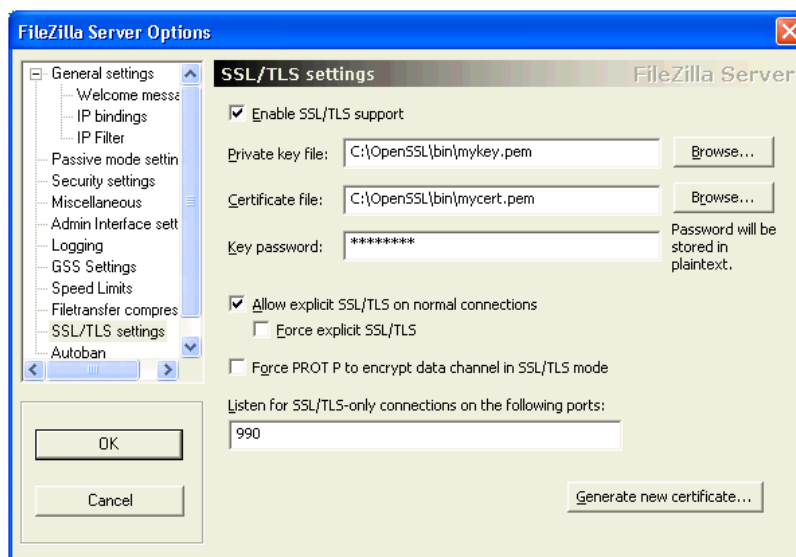 FileZilla Server Options
General settings
Welcome messa
IP bindings
IP Filter
Passive mode settin
Security settings
Miscellaneous
Admin Interface sett
Logging
GSS Settings
Speed Limits
Filetransfer compres
SSL/TLS settings
Autoban
OK
Cancel
SSL/TLS settings
FileZilla Server
Enable SSL/TLS support
Private key file:
C:\OpenSSL\bin\mykey.pem
Browse...
Certificate file:
C:\OpenSSL\bin\mycert.pem
Browse...
Key password:
********
Password will be
stored in
plaintext.
Allow explicit SSL/TLS on normal connections
Force explicit SSL/TLS
Force PROT P to encrypt data channel in SSL/TLS mode
Listen for SSL/TLS-only connections on the following ports:
990
Generate new certificate...